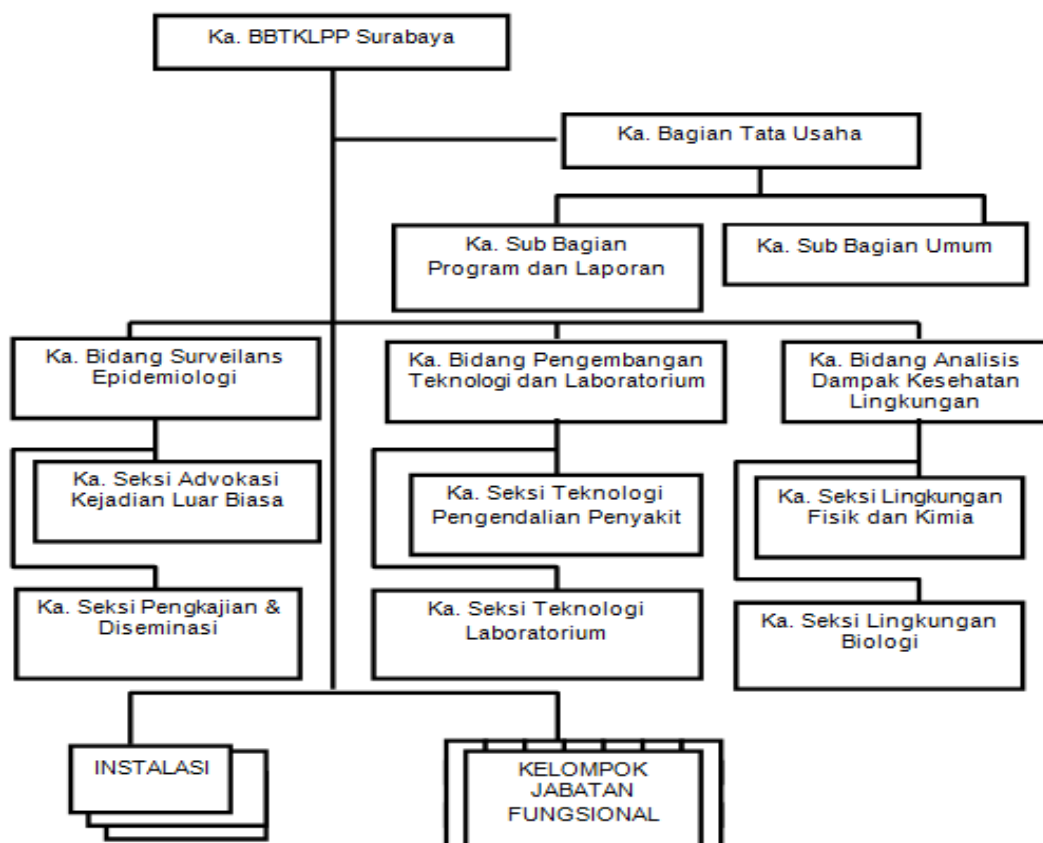 Ka. BBTKLPP Surabaya
Ka. Bagian Tata Usaha
Ka. Sub Bagian
Program dan Laporan
Ka. Sub Bagian Umum
Ka. Bidang Surveilans
Epidemiologi
Ka. Bidang Pengembangan
Teknologi dan Laboratorium
Ka. Bidang Analisis
Dampak Kesehatan
Lingkungan
Ka. Seksi Advokasi
Kejadian Luar Biasa
Ka. Seksi Teknologi
Pengendalian Penyakit
Ka. Seksi Lingkungan
Fisik dan Kimia
Ka. Seksi Pengkajian &
Diseminasi
Ka. Seksi Teknologi
Laboratorium
Ka. Seksi Lingkungan
Biologi
INSTALASI
KELOMPOK
JABATAN
FUNGSIONAL